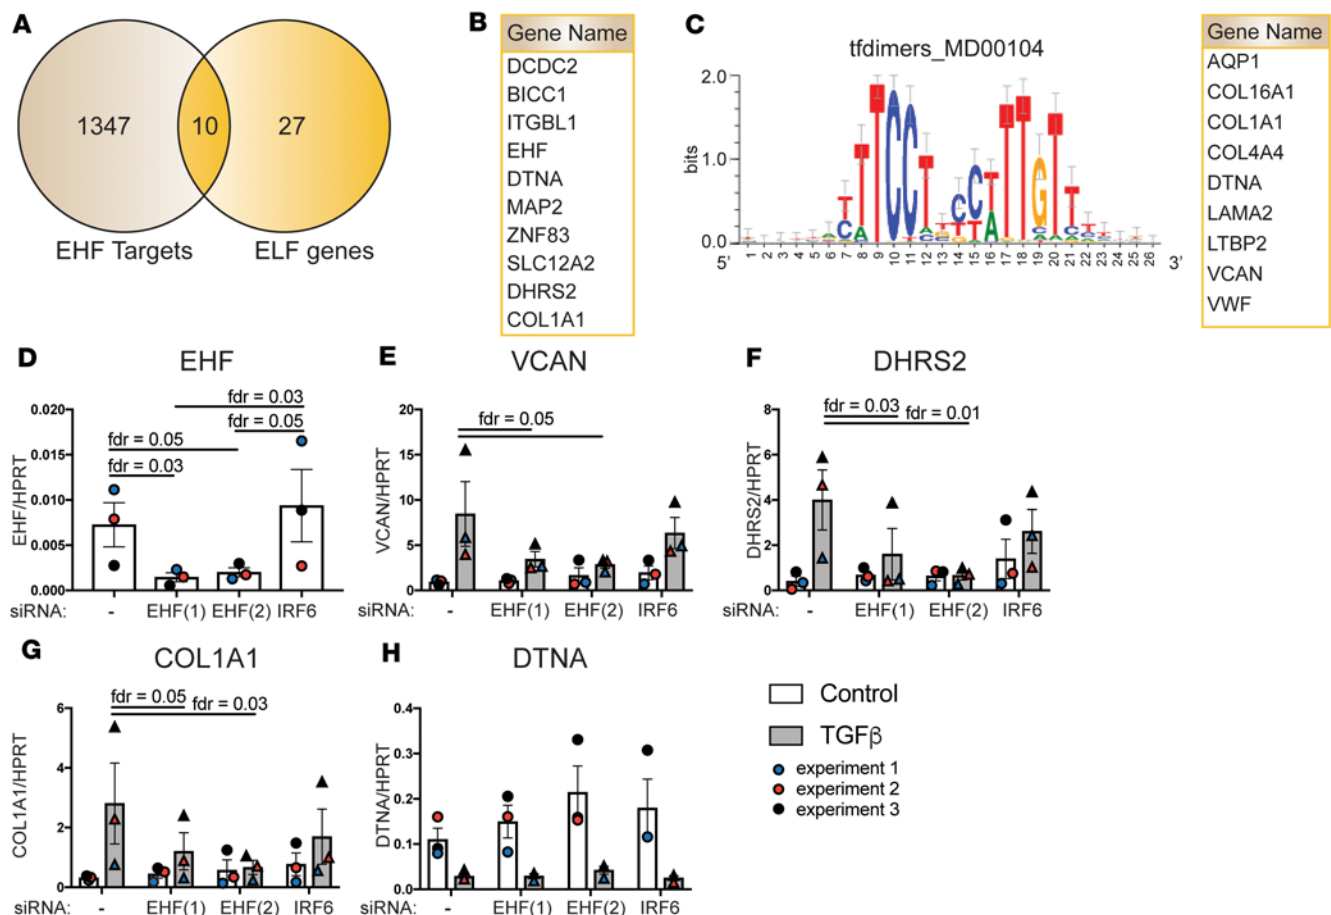 A
1347
10
27
EHF Targets
ELF genes
B
Gene Name
DCDC2
BICC1
ITGBL1
EHF
DTNA
MAP2
ZNF83
SLC12A2
DHRS2
COL1A1
C
tfdimers_MD00104
bits
2.0
1.0
0.0
5'
1 2 3 4 5 6 7 8 9 10 11 12 13 14 15 16 17 18 19 20 21 22 23 24 25 26
3'
Gene Name
AQP1
COL16A1
COL1A1
COL4A4
DTNA
LAMA2
LTBP2
VCAN
VWF
D
EHF
EHF/HPRT
0.020
0.015
0.010
0.005
0.000
fdr = 0.03
fdr = 0.05
fdr = 0.05
fdr = 0.03
siRNA: - EHF(1) EHF(2) IRF6
E
VCAN
VCAN/HPRT
20
15
10
5
0
fdr = 0.05
- EHF(1) EHF(2) IRF6
F
DHRS2
DHRS2/HPRT
8
6
4
2
0
fdr = 0.03
fdr = 0.01
siRNA: - EHF(1) EHF(2) IRF6
G
COL1A1
COL1A1/HPRT
6
4
2
0
fdr = 0.05
fdr = 0.03
siRNA: - EHF(1) EHF(2) IRF6
H
DTNA
DTNA/HPRT
0.4
0.3
0.2
0.1
0.0
siRNA: - EHF(1) EHF(2) IRF6
Control
TGFβ
experiment 1
experiment 2
experiment 3